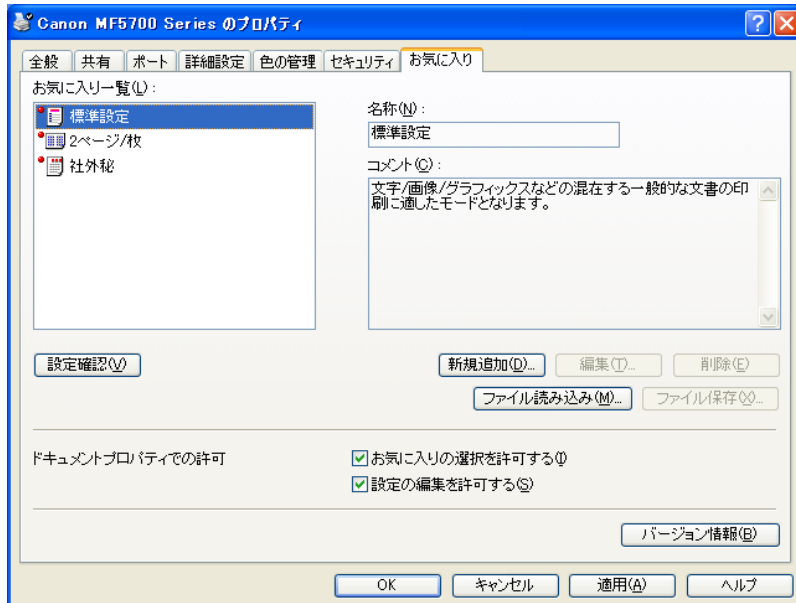 Canon MF5700 Series のプロパティ
全般 共有 ポート 詳細設定 色の管理 セキュリティ お気に入り
お気に入り一覧(L):
標準設定
2ページ/枚
社外秘
名称(N):
標準設定
コメント(C):
文字/画像/グラフィックスなどの混在する一般的な文書の印
刷に適したモードとなります。
設定確認(V)
新規追加(D)... 編集(T)... 削除(E)
ファイル読み込み(M)... ファイル保存(X)...
ドキュメントプロパティでの許可
お気に入りの選択を許可する(I)
設定の編集を許可する(S)
バージョン情報(B)
OK キャンセル 適用(A) ヘルプ